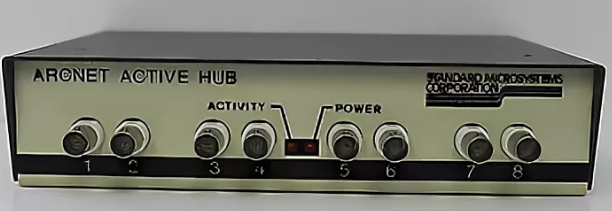 ARCNET ACTIVE HUB
STANDARD MICROSYSTEMS
CORPORATION
ACTIVITY POWER
1 2 3 4 5 6 7 8